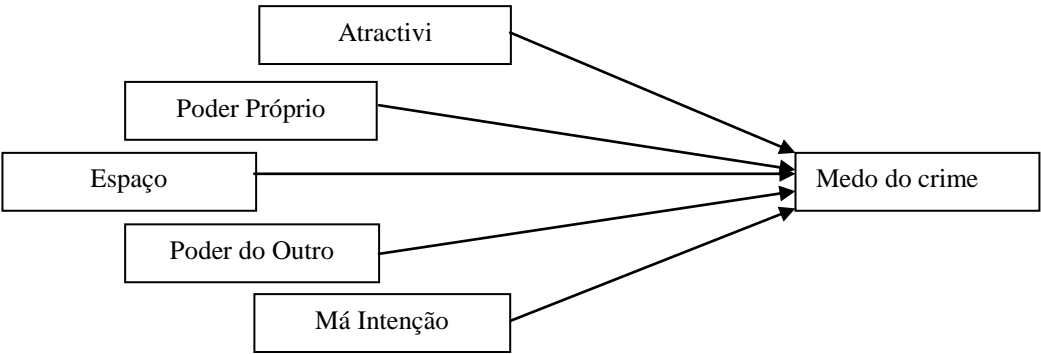 Atractivi
Poder Próprio
Espaço
Medo do crime
Poder do Outro
Má Intenção